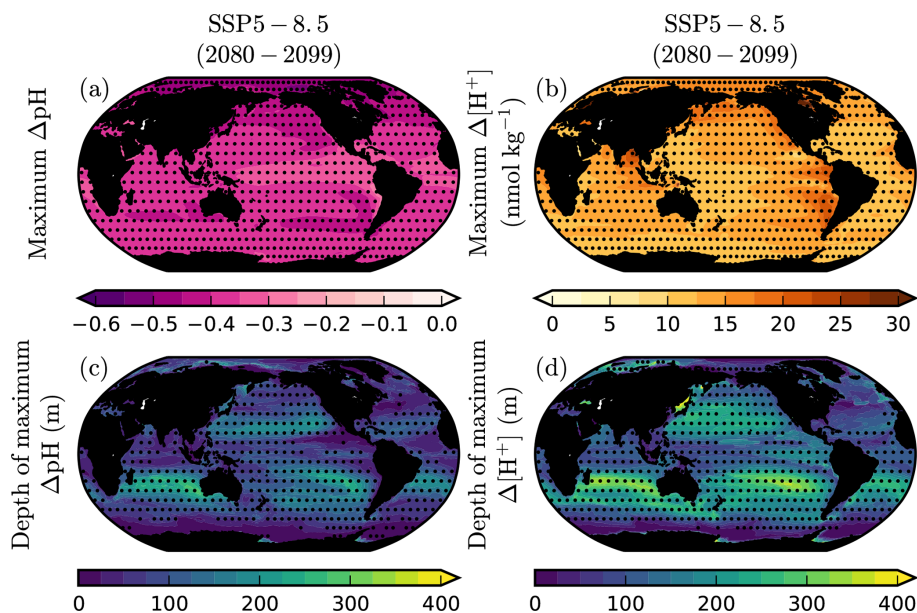 SSP5 − 8.5
(2080 − 2099)
SSP5 − 8.5
(2080 − 2099)
Maximum ΔpH
(a)
Maximum Δ[H⁺]
(nmol kg⁻¹)
(b)
−0.6 −0.5 −0.4 −0.3 −0.2 −0.1 0.0
0 5 10 15 20 25 30
Depth of maximum
ΔpH (m)
(c)
Depth of maximum
Δ[H⁺] (m)
(d)
0 100 200 300 400
0 100 200 300 400